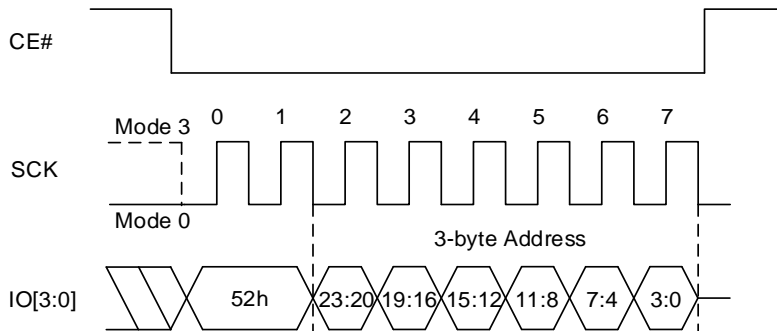 CE#
0 1 2 3 4 5 6 7
Mode 3
SCK
Mode 0
3-byte Address
IO[3:0] 52h 23:20 19:16 15:12 11:8 7:4 3:0